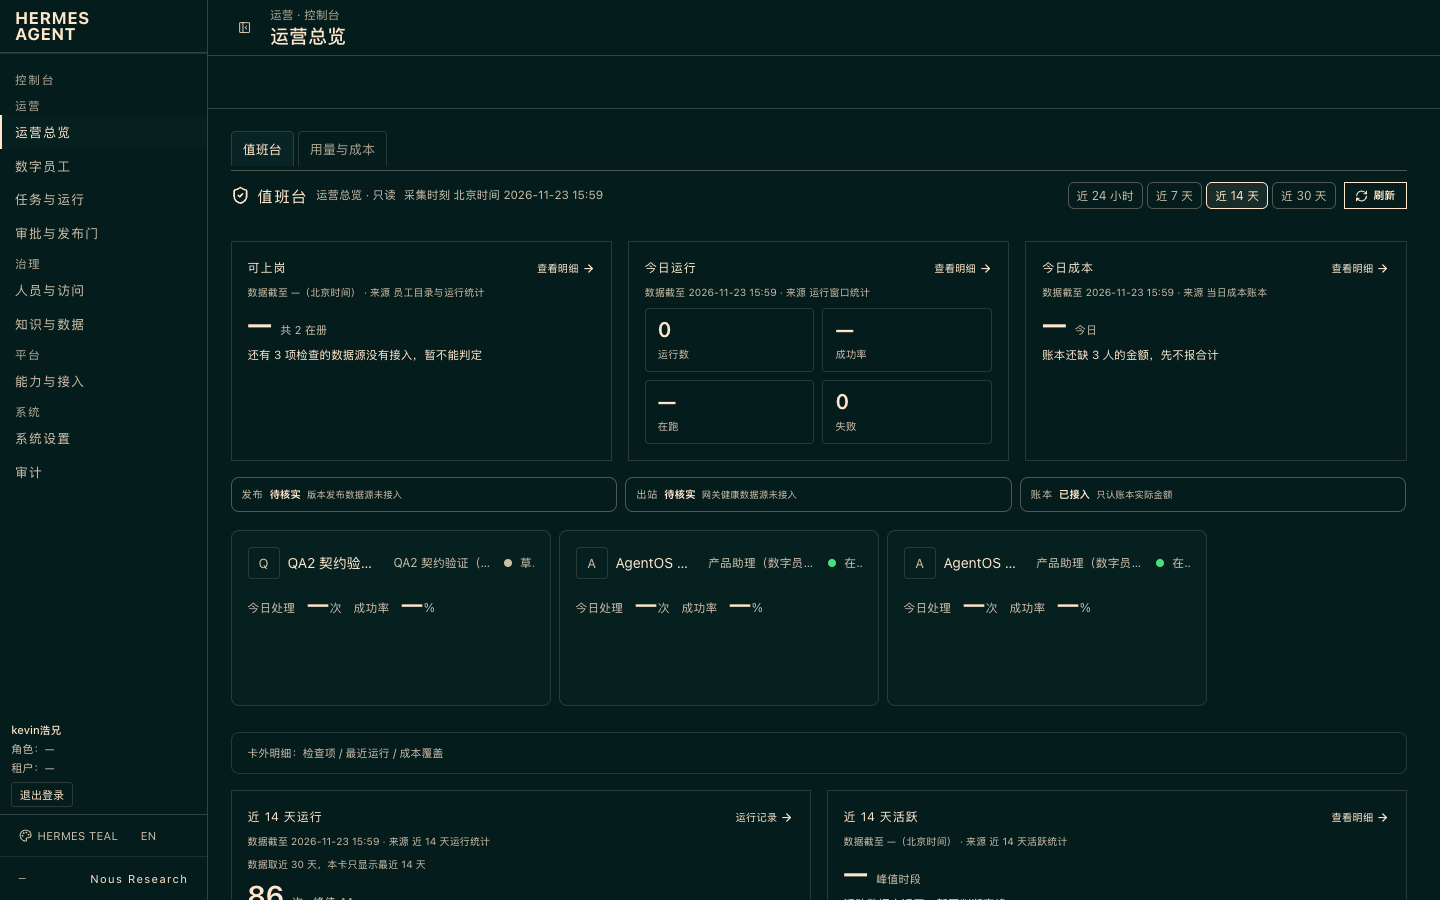 HERMES
AGENT
控制台
运营
运营总览
数字员工
任务与运行
审批与发布门
治理
人员与访问
知识与数据
平台
能力与接入
系统
系统设置
审计
kevin浩兄
角色: —
租户: —
退出登录
HERMES TEAL EN
— Nous Research
运营 · 控制台
运营总览
值班台 用量与成本
值班台 运营总览 · 只读 采集时刻 北京时间 2026-11-23 15:59
近 24 小时 近 7 天 近 14 天 近 30 天 刷新
可上岗 查看明细 →
数据截至 —（北京时间） · 来源 员工目录与运行统计
— 共 2 在册
还有 3 项检查的数据源没有接入，暂不能判定
今日运行 查看明细 →
数据截至 2026-11-23 15:59 · 来源 运行窗口统计
0
运行数
—
成功率
—
在跑
0
失败
今日成本 查看明细 →
数据截至 2026-11-23 15:59 · 来源 当日成本账本
— 今日
账本还缺 3 人的金额，先不报合计
发布 待核实 版本发布数据源未接入
出站 待核实 网关健康数据源未接入
账本 已接入 只认账本实际金额
Q QA2 契约验... QA2 契约验证（... 草..
今日处理 —次 成功率 —%
A AgentOS ... 产品助理（数字员... 在..
今日处理 —次 成功率 —%
A AgentOS ... 产品助理（数字员... 在..
今日处理 —次 成功率 —%
卡外明细：检查项 / 最近运行 / 成本覆盖
近 14 天运行 运行记录 →
数据截至 2026-11-23 15:59 · 来源 近 14 天运行统计
数据取近 30 天，本卡只显示最近 14 天
86
近 14 天活跃 查看明细 →
数据截至 —（北京时间） · 来源 近 14 天活跃统计
— 峰值时段